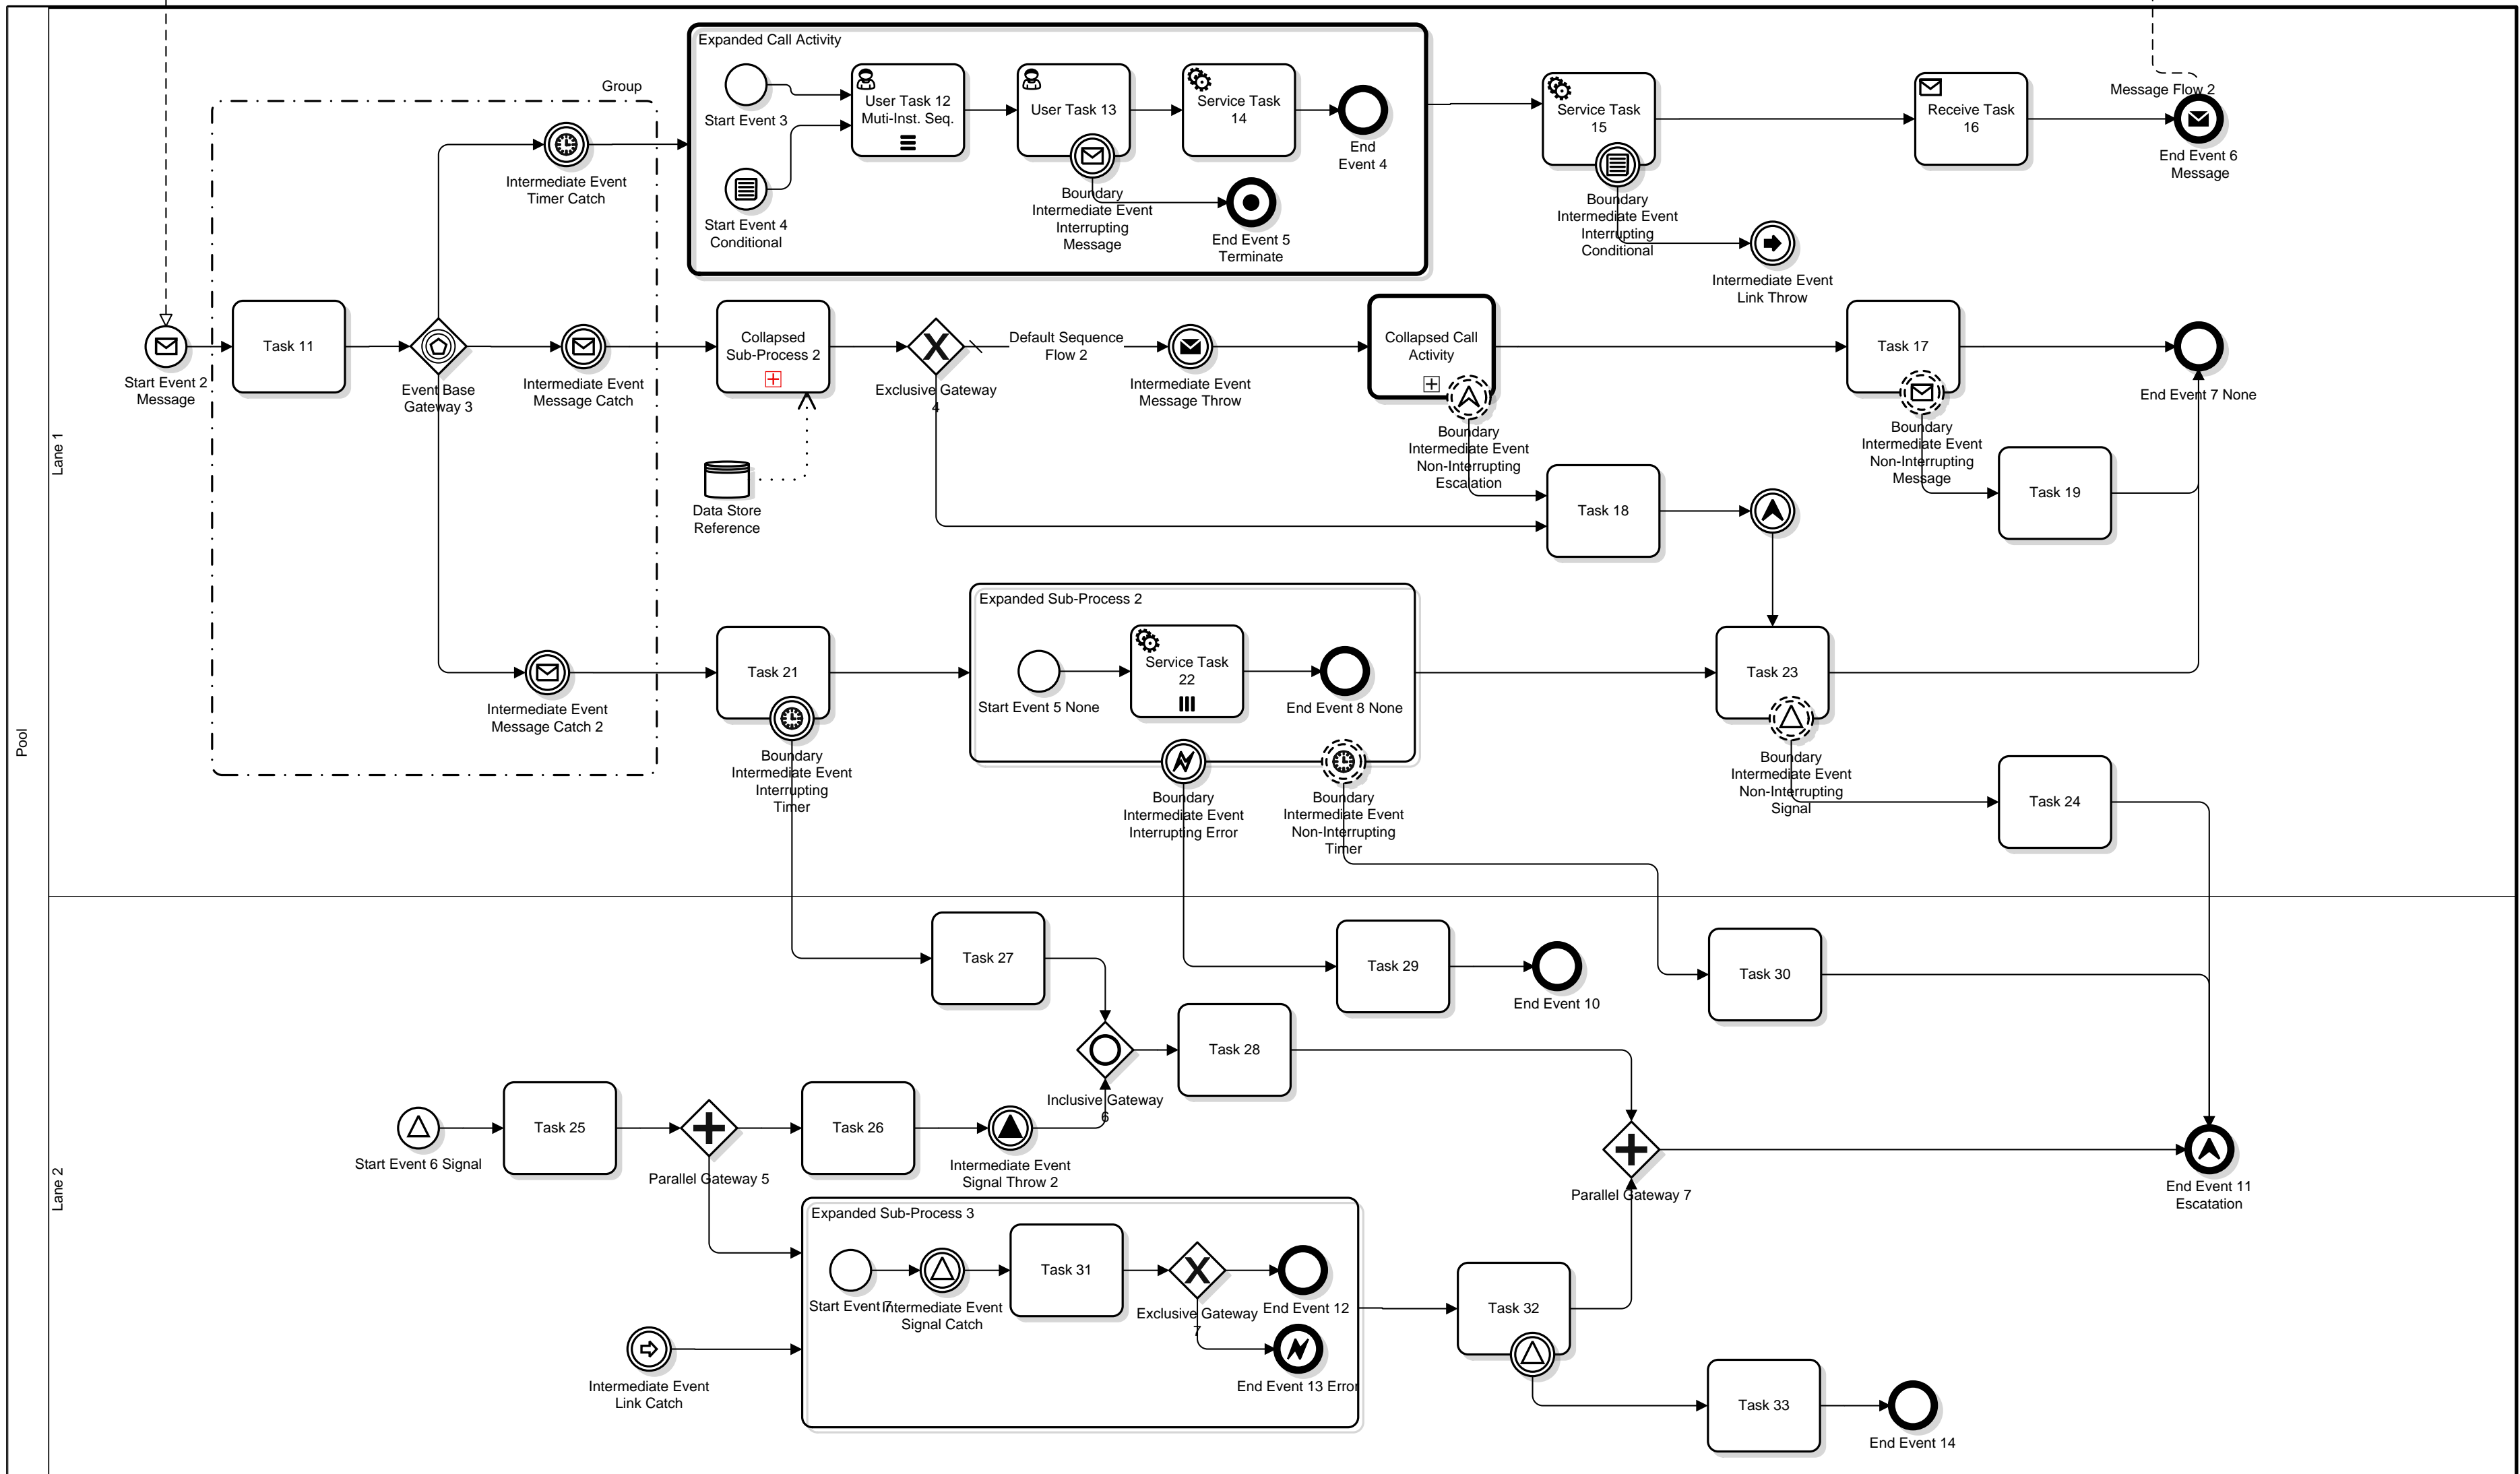 Pool
Lane 1
Group
Expanded Call Activity
Start Event 3
Start Event 4
Conditional
User Task 12
Muti-Inst. Seq.
User Task 13
Boundary
Intermediate Event
Interrupting
Message
Service Task
14
End
Event 4
End Event 5
Terminate
Service Task
15
Boundary
Intermediate Event
Interrupting
Conditional
Intermediate Event
Link Throw
Receive Task
16
Message Flow 2
End Event 6
Message
Intermediate Event
Timer Catch
Start Event 2
Message
Task 11
Event Base
Gateway 3
Intermediate Event
Message Catch
Collapsed
Sub-Process 2
Data Store
Reference
Exclusive Gateway
4
Default Sequence
Flow 2
Intermediate Event
Message Throw
Collapsed Call
Activity
Boundary
Intermediate Event
Non-Interrupting
Escalation
Task 17
Boundary
Intermediate Event
Non-Interrupting
Message
End Event 7 None
Task 18
Task 19
Intermediate Event
Message Catch 2
Task 21
Boundary
Intermediate Event
Interrupting
Timer
Expanded Sub-Process 2
Start Event 5 None
Service Task
22
End Event 8 None
Boundary
Intermediate Event
Interrupting Error
Boundary
Intermediate Event
Non-Interrupting
Timer
Task 23
Boundary
Intermediate Event
Non-Interrupting
Signal
Task 24
Lane 2
Task 27
Task 29
End Event 10
Task 30
Inclusive Gateway
6
Task 28
Start Event 6 Signal
Task 25
Parallel Gateway 5
Task 26
Intermediate Event
Signal Throw 2
Parallel Gateway 7
End Event 11
Escatation
Expanded Sub-Process 3
Start Event 7
Intermediate Event
Signal Catch
Task 31
Exclusive Gateway
7
End Event 12
End Event 13 Error
Intermediate Event
Link Catch
Task 32
Task 33
End Event 14